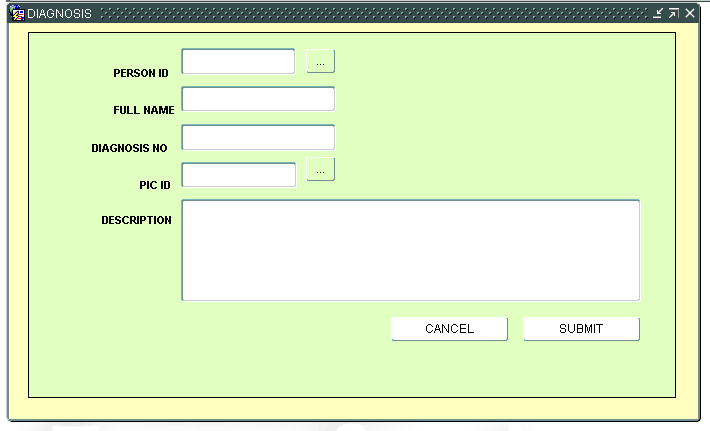 DIAGNOSIS
PERSON ID
...
FULL NAME
DIAGNOSIS NO
PIC ID
...
DESCRIPTION
CANCEL
SUBMIT